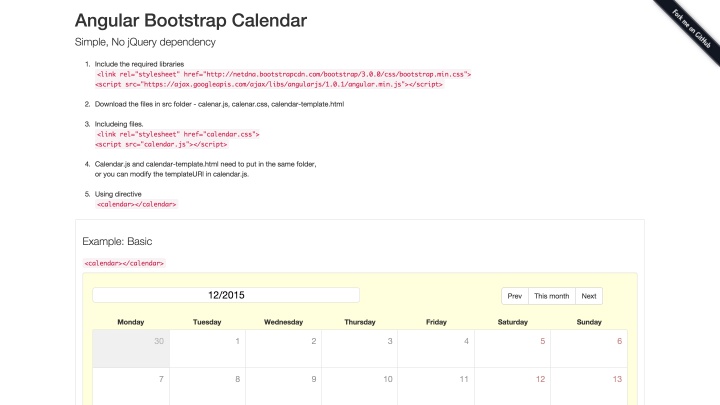 Angular Bootstrap Calendar
Fork me on GitHub
Simple, No jQuery dependency
1. Include the required libraries
<link rel="stylesheet" href="http://netdna.bootstrapcdn.com/bootstrap/3.0.0/css/bootstrap.min.css">
<script src="https://ajax.googleapis.com/ajax/libs/angularjs/1.0.1/angular.min.js"></script>
2. Download the files in src folder - calenar.js, calenar.css, calendar-template.html
3. Includeing files.
<link rel="stylesheet" href="calendar.css">
<script src="calendar.js"></script>
4. Calendar.js and calendar-template.html need to put in the same folder,
or you can modify the templateURl in calendar.js.
5. Using directive
<calendar></calendar>
Example: Basic
<calendar></calendar>
12/2015 Prev This month Next
Monday Tuesday Wednesday Thursday Friday Saturday Sunday
30 1 2 3 4 5 6
7 8 9 10 11 12 13